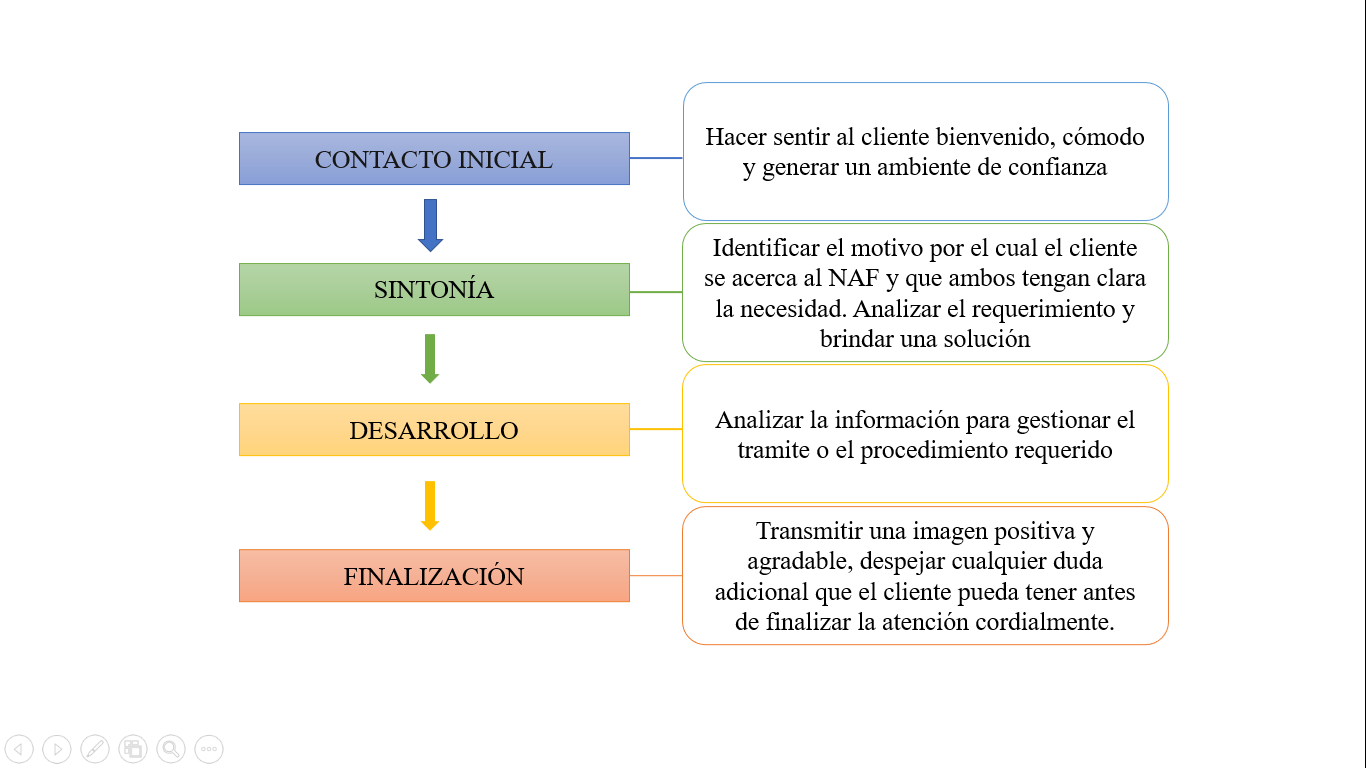 CONTACTO INICIAL
Hacer sentir al cliente bienvenido, cómodo
y generar un ambiente de confianza
SINTONÍA
Identificar el motivo por el cual el cliente
se acerca al NAF y que ambos tengan clara
la necesidad. Analizar el requerimiento y
brindar una solución
DESARROLLO
Analizar la información para gestionar el
tramite o el procedimiento requerido
FINALIZACIÓN
Transmitir una imagen positiva y
agradable, despejar cualquier duda
adicional que el cliente pueda tener antes
de finalizar la atención cordialmente.